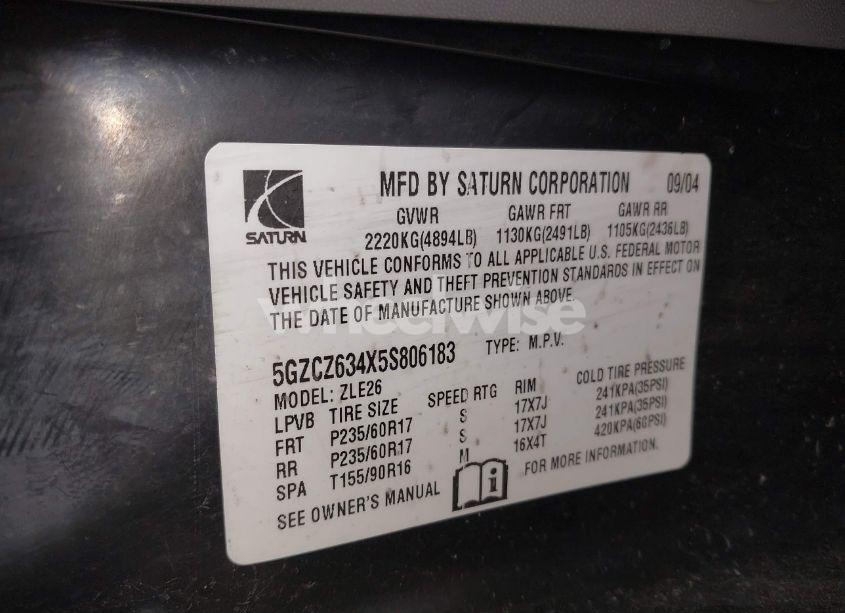 SATURN
MFD BY SATURN CORPORATION 09/04
GVWR GAWR FRT GAWR RR
2220KG(4894LB) 1130KG(2491LB) 1105KG(2436LB)
THIS VEHICLE CONFORMS TO ALL APPLICABLE U.S. FEDERAL MOTOR
VEHICLE SAFETY AND THEFT PREVENTION STANDARDS IN EFFECT ON
THE DATE OF MANUFACTURE SHOWN ABOVE.
wheelwise
5GZCZ634X5S806183 TYPE: M.P.V.
MODEL: ZLE26
LPVB TIRE SIZE SPEED RTG RIM COLD TIRE PRESSURE
FRT P235/60R17 S 17X7J 241KPA(35PSI)
RR P235/60R17 S 17X7J 241KPA(35PSI)
SPA T155/90R16 M 16X4T 420KPA(60PSI)
SEE OWNER'S MANUAL i FOR MORE INFORMATION.